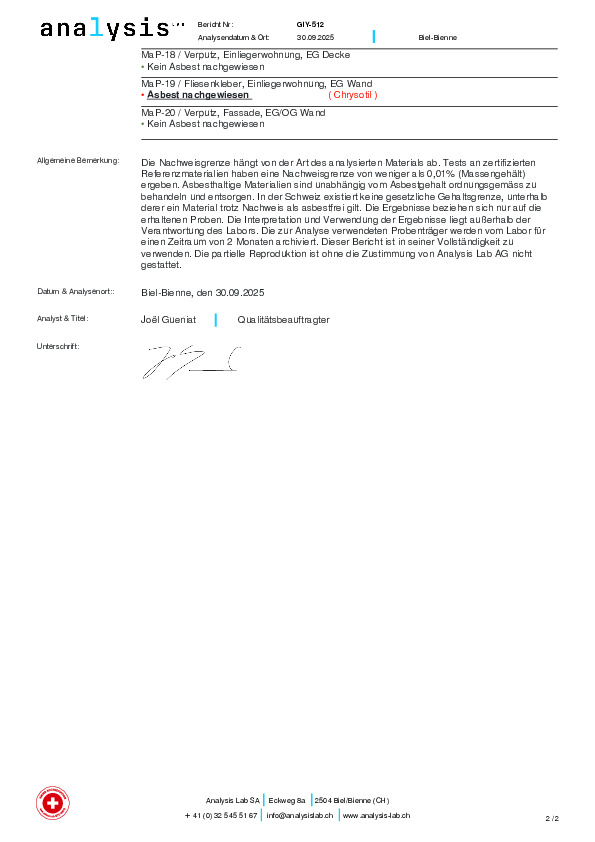 analysis
Bericht Nr: GIY-512
Analysendatum & Ort: 30.09.2025 Biel-Bienne
MaP-18 / Verputz, Einliegerwohnung, EG Decke
• Kein Asbest nachgewiesen
MaP-19 / Fliesenkleber, Einliegerwohnung, EG Wand
• Asbest nachgewiesen ( Chrysotil )
MaP-20 / Verputz, Fassade, EG/OG Wand
• Kein Asbest nachgewiesen
Allgemeine Bemerkung:
Die Nachweisgrenze hängt von der Art des analysierten Materials ab. Tests an zertifizierten
Referenzmaterialien haben eine Nachweisgrenze von weniger als 0,01% (Massengehält)
ergeben. Asbesthaltige Materialien sind unabhängig vom Asbestgehalt ordnungsgemäss zu
behandeln und entsorgen. In der Schweiz existiert keine gesetzliche Gehaltsgrenze, unterhalb
derer ein Material trotz Nachweis als asbestfrei gilt. Die Ergebnisse beziehen sich nur auf die
erhaltenen Proben. Die Interpretation und Verwendung der Ergebnisse liegt außerhalb der
Verantwortung des Labors. Die zur Analyse verwendeten Probenträger werden vom Labor für
einen Zeitraum von 2 Monaten archiviert. Dieser Bericht ist in seiner Vollständigkeit zu
verwenden. Die partielle Reproduktion ist ohne die Zustimmung von Analysis Lab AG nicht
gestattet.
Datum & Analysenort:: Biel-Bienne, den 30.09.2025
Analyst & Titel: Joël Gueniat Qualitätsbeauftragter
Unterschrift:
Analysis Lab SA Eckweg 8a 2504 Biel/Bienne (CH)
+ 41 (0) 32 545 51 67 info@analysislab.ch www.analysis-lab.ch
2 / 2